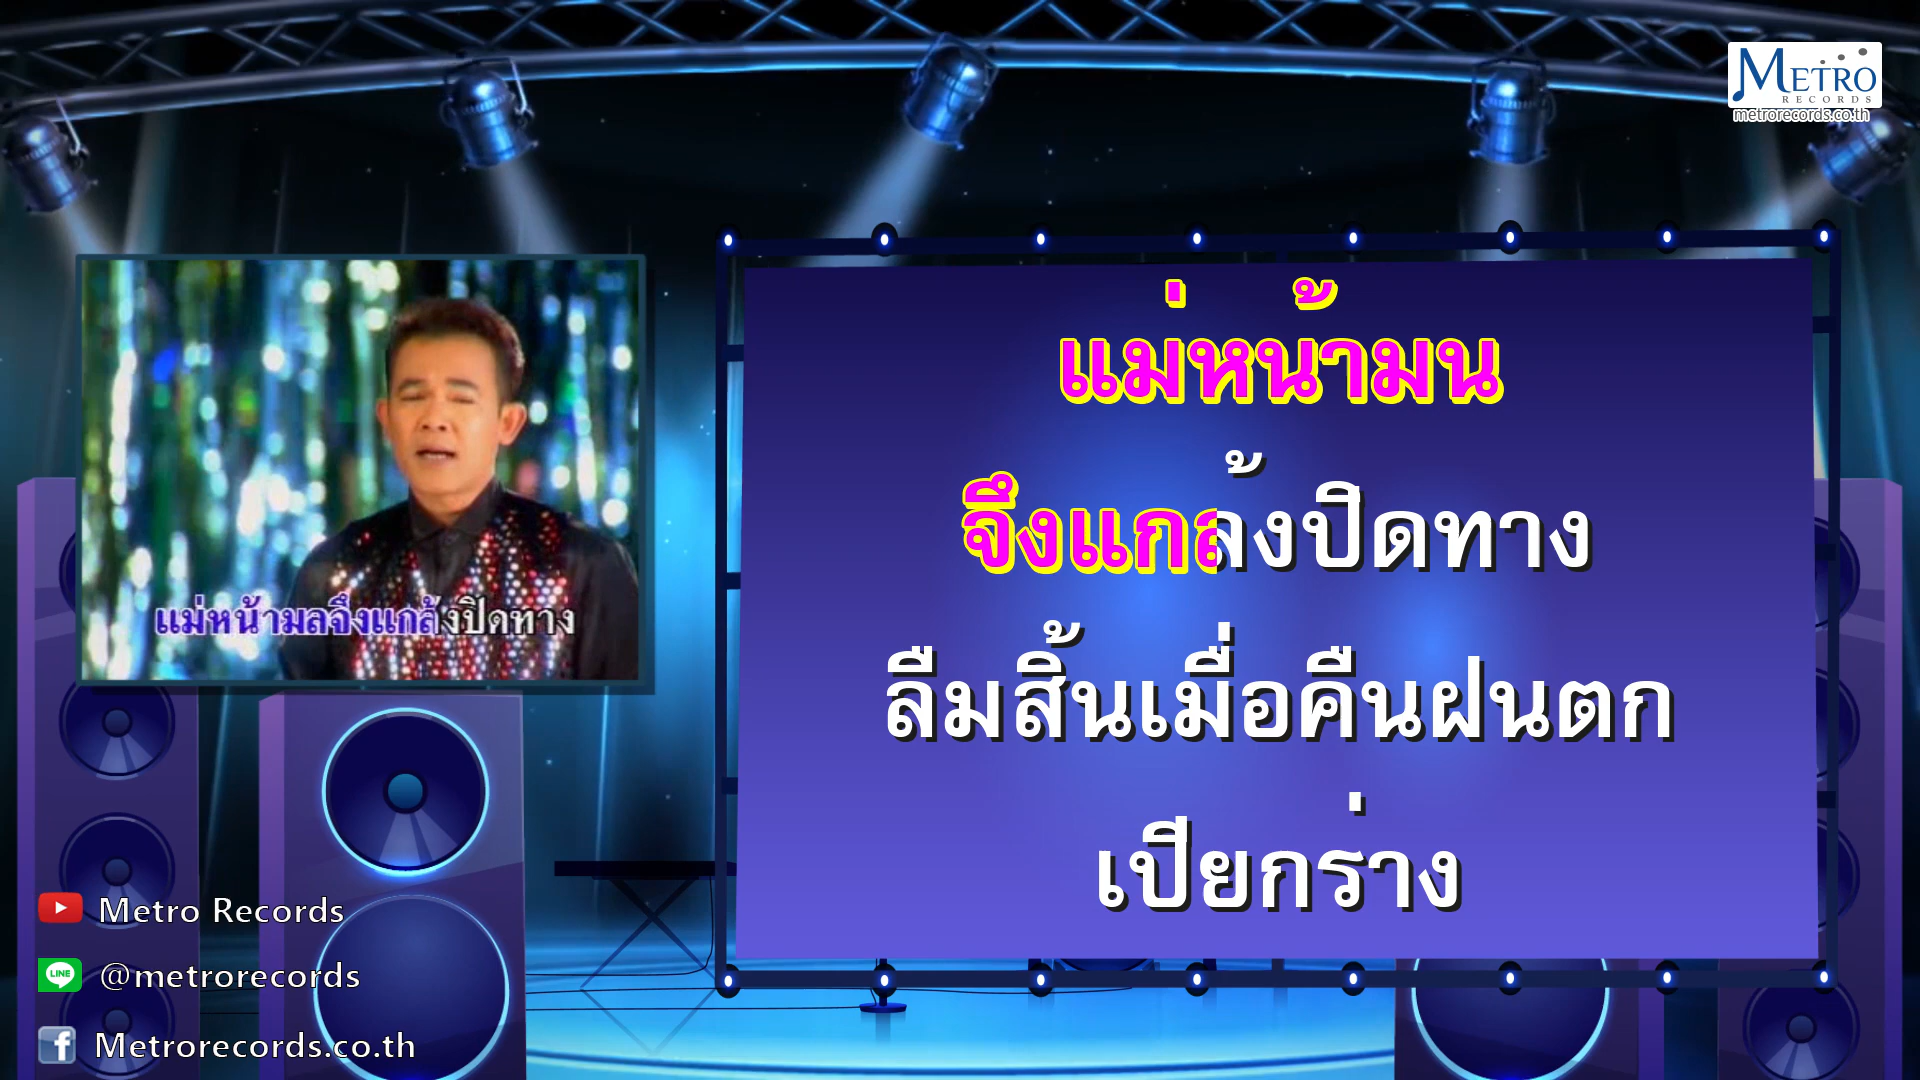 METRO
RECORDS
metrorecords.co.th
แม่หน้ามน
จึงแกล้งปิดทาง
ลืมสิ้นเมื่อคืนฝนตก
เปียกร่าง
แม่หน้ามลจึงแกล้งปิดทาง
Metro Records
LINE
@metrorecords
Metrorecords.co.th